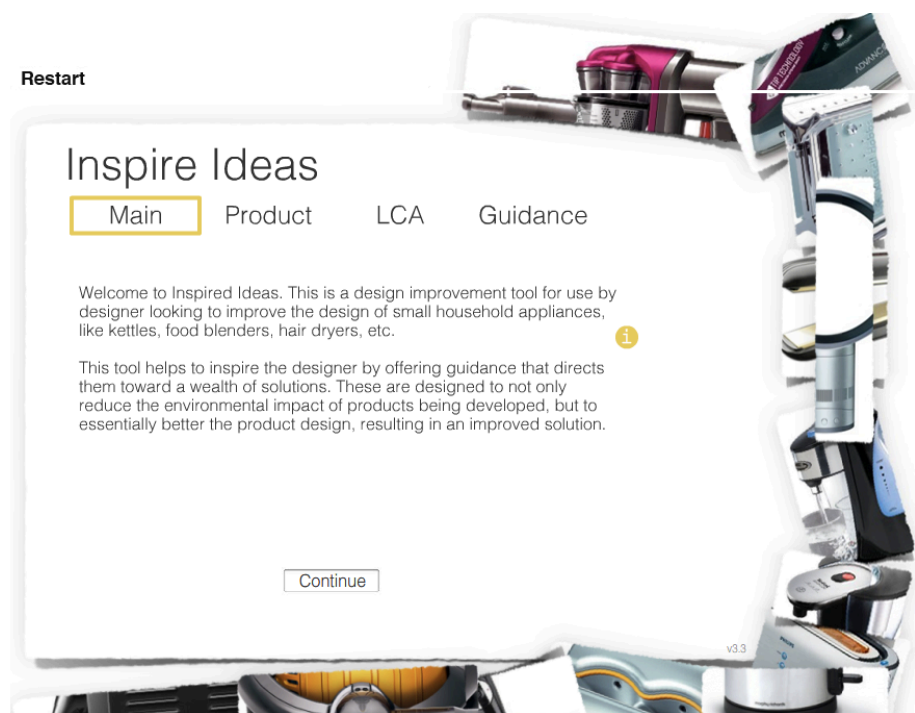 Restart
Inspire Ideas
Main Product LCA Guidance
Welcome to Inspired Ideas. This is a design improvement tool for use by
designer looking to improve the design of small household appliances,
like kettles, food blenders, hair dryers, etc.
i
This tool helps to inspire the designer by offering guidance that directs
them toward a wealth of solutions. These are designed to not only
reduce the environmental impact of products being developed, but to
essentially better the product design, resulting in an improved solution.
Continue
v3.3
TIP TECHNOLOGY
ADVANC
PHILIPS